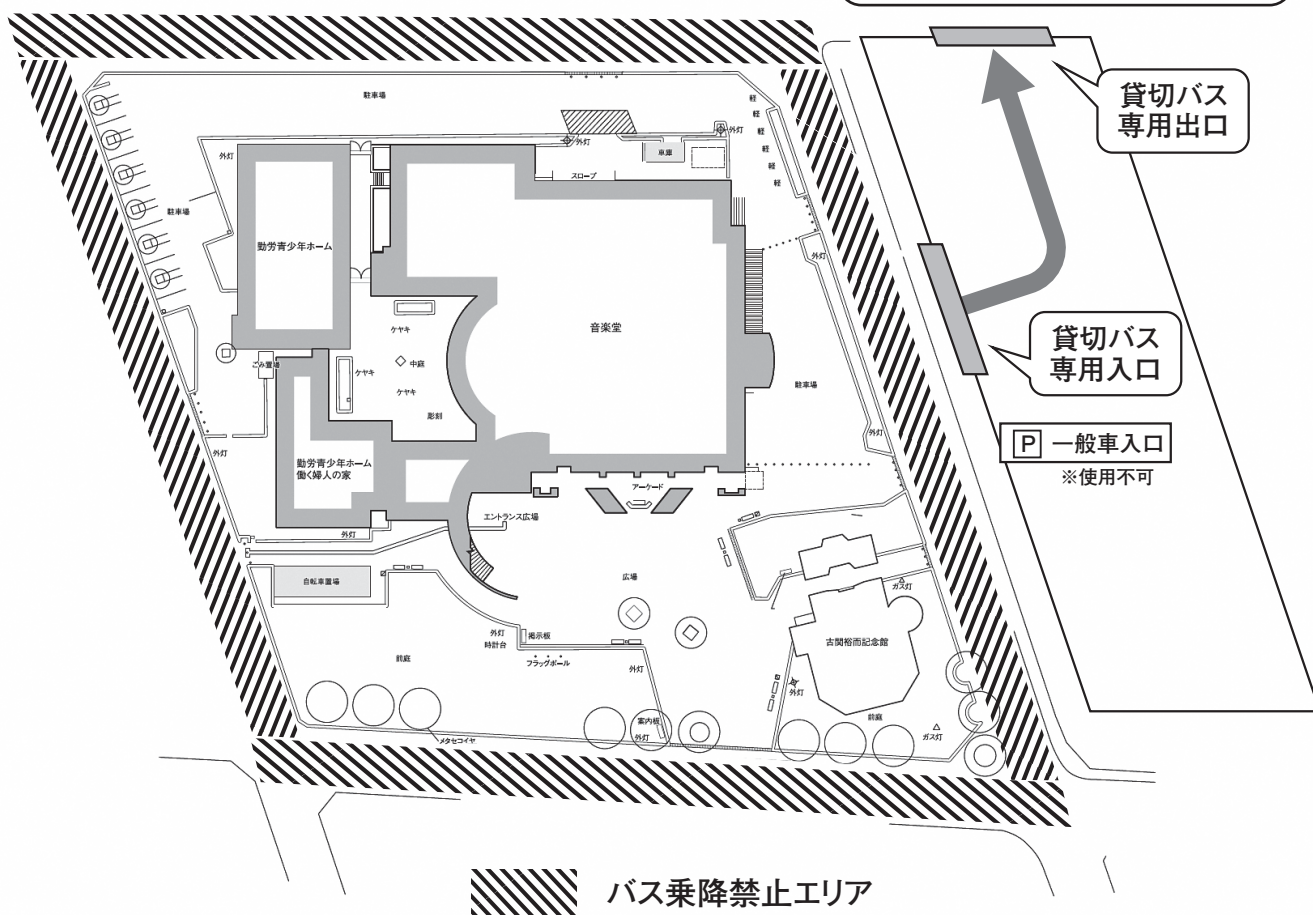 貸切バス
専用出口
駐車場
軽
軽
軽
軽
軽
軽
外灯
外灯
外灯
車庫
スロープ
駐車場
勤労青少年ホーム
外灯
音楽堂
ケヤキ
中庭
ケヤキ
ケヤキ
彫刻
ごみ置場
貸切バス
専用入口
駐車場
外灯
外灯
P 一般車入口
※使用不可
勤労青少年ホーム
働く婦人の家
アーケード
エントランス広場
外灯
自転車置場
広場
ガス灯
外灯
時計台
掲示板
フラッグポール
古関裕而記念館
前庭
外灯
外灯
前庭
案内板
外灯
ガス灯
メタセコイヤ
バス乗降禁止エリア